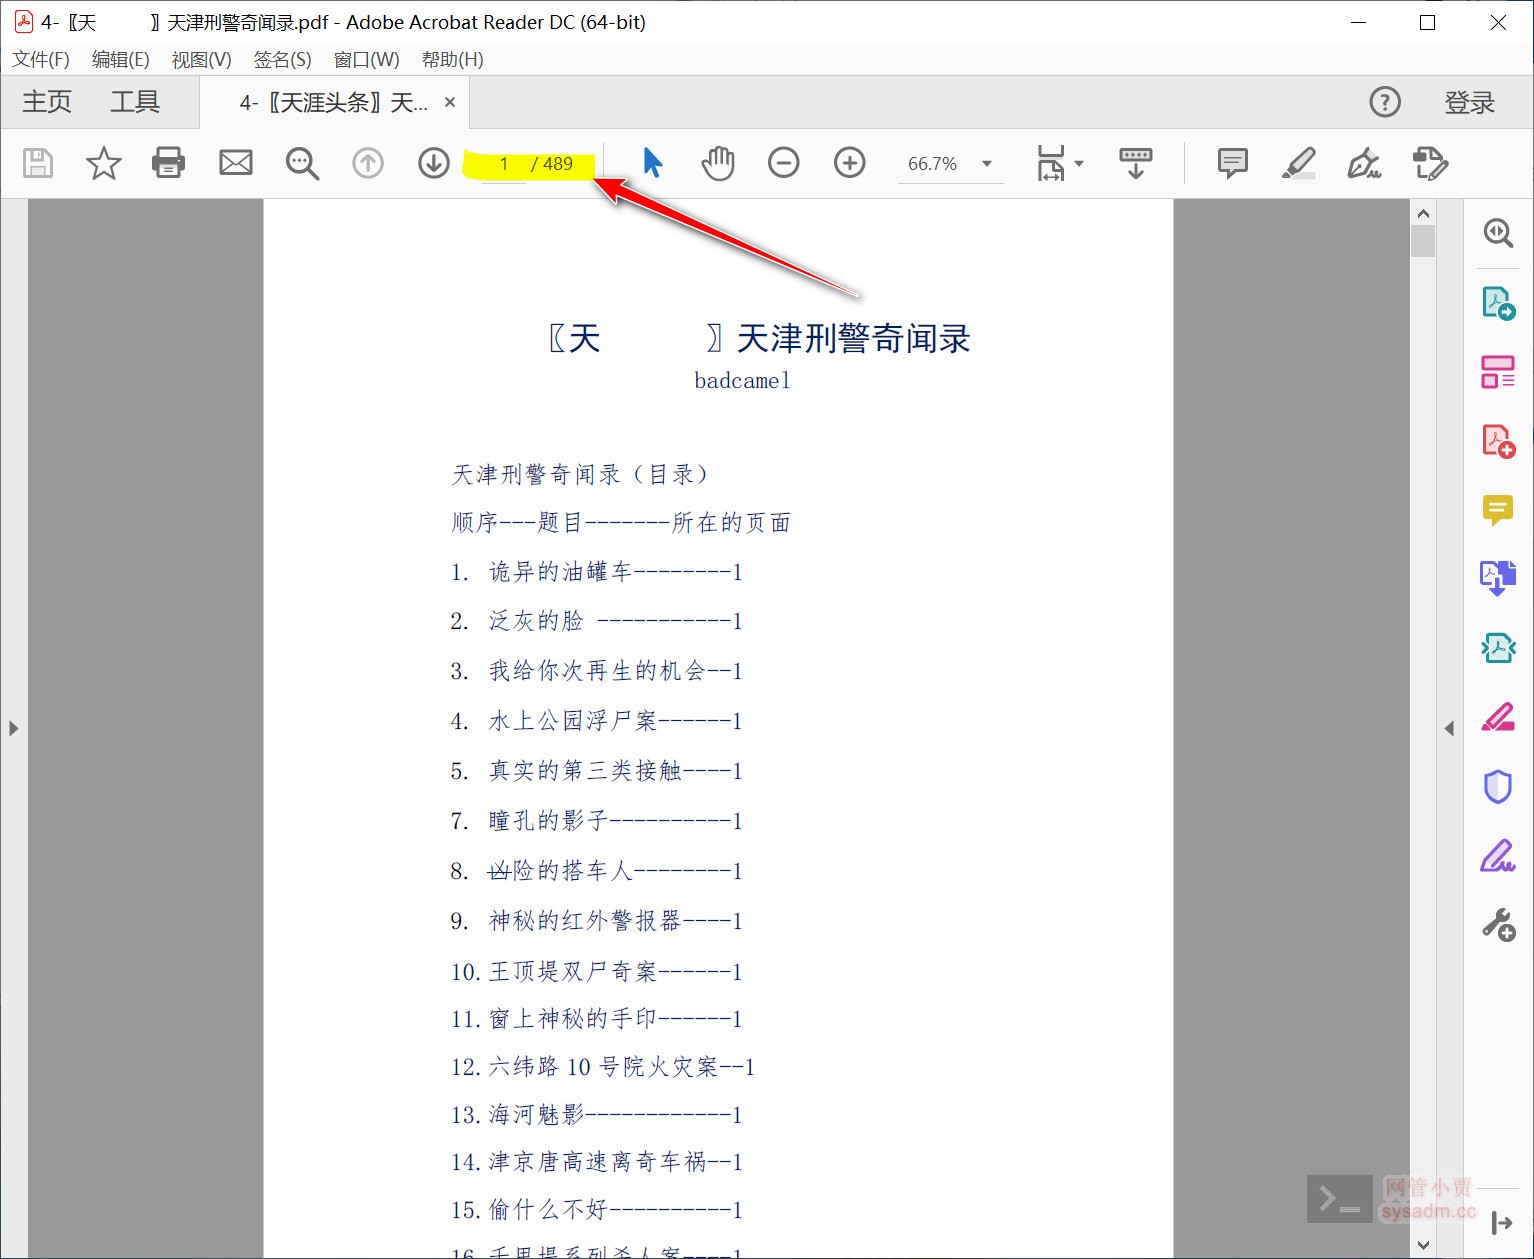 4-〖天 〗天津刑警奇闻录.pdf - Adobe Acrobat Reader DC (64-bit)
文件(F) 编辑(E) 视图(V) 签名(S) 窗口(W) 帮助(H)
主页 工具 4-〖天涯头条〗天... × ? 登录
1 / 489 66.7%
〖天 〗天津刑警奇闻录
badcamel
天津刑警奇闻录（目录）
顺序---题目-------所在的页面
1. 诡异的油罐车--------1
2. 泛灰的脸 -----------1
3. 我给你次再生的机会--1
4. 水上公园浮尸案------1
5. 真实的第三类接触----1
7. 瞳孔的影子----------1
8. 凶险的搭车人--------1
9. 神秘的红外警报器----1
10.王顶堤双尸奇案------1
11.窗上神秘的手印------1
12.六纬路 10 号院火灾案--1
13.海河魅影------------1
14.津京唐高速离奇车祸--1
15.偷什么不好----------1
网管小贾
sysadm.cc